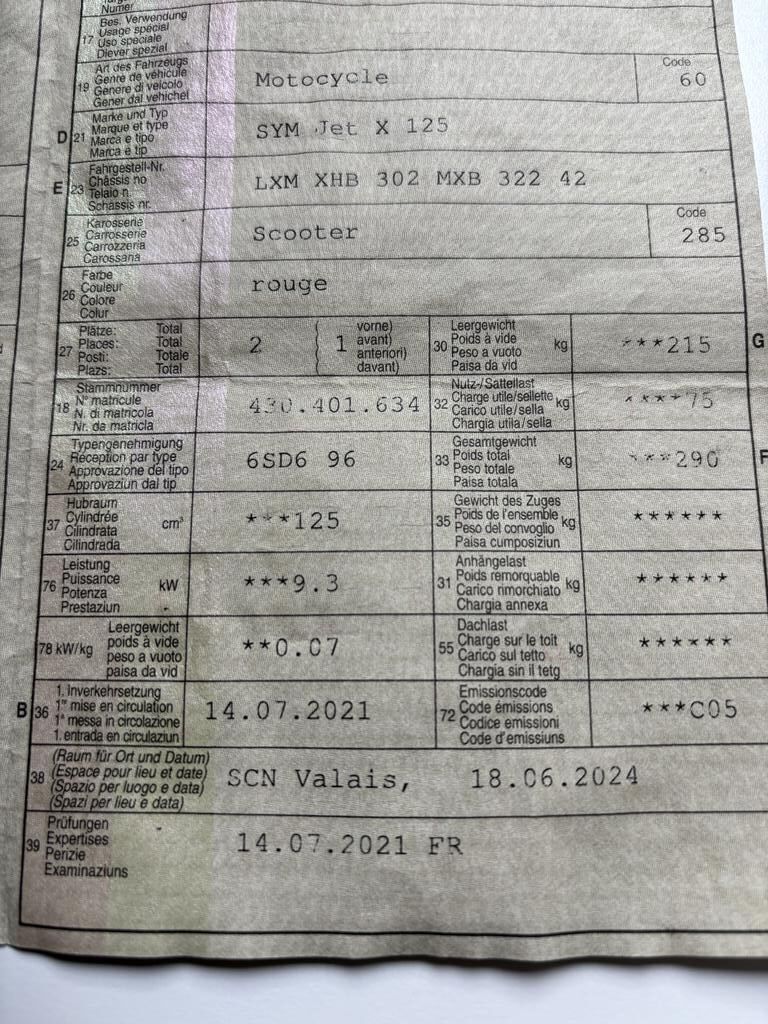 Numer
17
Bes. Verwendung
Usage spécial
Uso speciale
Diever spezial
19
Art des Fahrzeugs
Genre de véhicule
Genere di veicolo
Gener dal vehichel
Motocycle
Code
60
D 21
Marke und Typ
Marque et type
Marca e tipo
Marca e tip
SYM Jet X 125
E 23
Fahrgestell-Nr.
Châssis no
Telaio n.
Schassis nr.
LXM XHB 302 MXB 322 42
25
Karosserie
Carrosserie
Carrozzeria
Carossaria
Scooter
Code
285
26
Farbe
Couleur
Colore
Colur
rouge
27
Plätze: Total
Places: Total
Posti: Totale
Plazs: Total
2
( 1 vorne)
avant)
anteriori)
davant)
30
Leergewicht
Poids à vide
Peso a vuoto
Paisa da vid
kg
***215
G
18
Stammnummer
N° matricule
N. di matricola
Nr. da matricla
430.401.634
32
Nutz-/Sattellast
Charge utile/sellette
Carico utile/sella
Chargia utila/sella
kg
****75
24
Typengenehmigung
Réception par type
Approvazione del tipo
Approvaziun dal tip
6SD6 96
33
Gesamtgewicht
Poids total
Peso totale
Paisa totala
kg
***290
F
37
Hubraum
Cylindrée
Cilindrata
Cilindrada
cm³
***125
35
Gewicht des Zuges
Poids de l'ensemble
Peso del convoglio
Paisa cumposiziun
kg
******
76
Leistung
Puissance
Potenza
Prestaziun
kW
***9.3
31
Anhängelast
Poids remorquable
Carico rimorchiato
Chargia annexa
kg
******
78 kW/kg
Leergewicht
poids à vide
peso a vuoto
paisa da vid
**0.07
55
Dachlast
Charge sur le toit
Carico sul tetto
Chargia sin il tetg
kg
******
B 36
1. Inverkehrsetzung
1re mise en circulation
1a messa in circolazione
1. entrada en circulaziun
14.07.2021
72
Emissionscode
Code émissions
Codice emissioni
Code d'emissiuns
***C05
38
(Raum für Ort und Datum)
(Espace pour lieu et date)
(Spazio per luogo e data)
(Spazi per lieu e data)
SCN Valais, 18.06.2024
39
Prüfungen
Expertises
Perizie
Examinaziuns
14.07.2021 FR